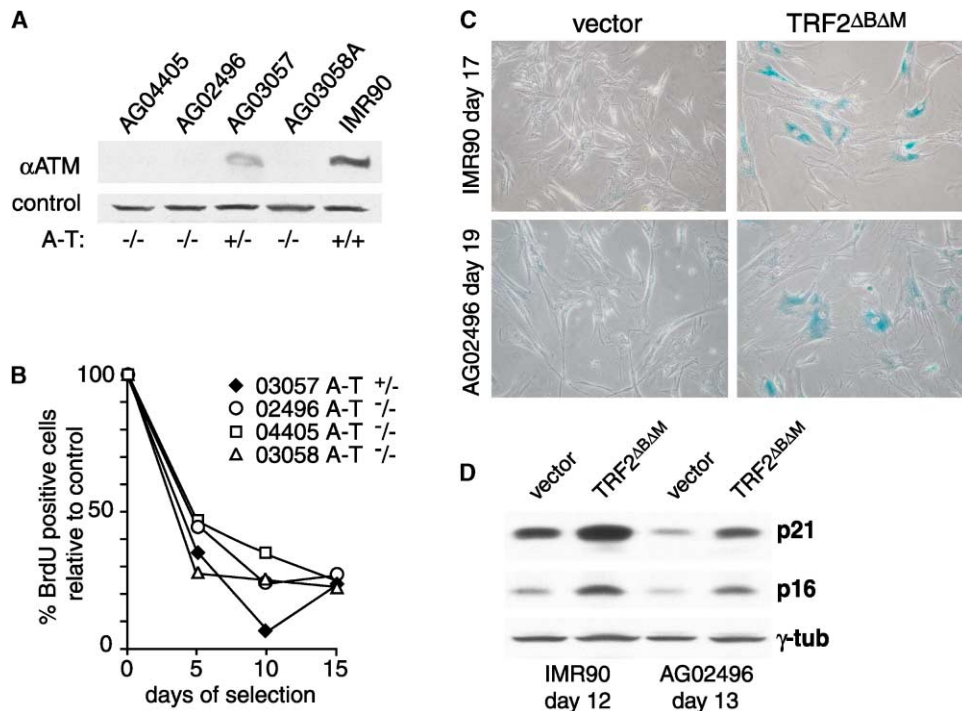 A
AG04405
AG02496
AG03057
AG03058A
IMR90
αATM
control
A-T: -/- -/- +/- -/- +/+
B
100
50
0
% BrdU positive cells
relative to control
0 5 10 15
days of selection
03057 A-T +/-
02496 A-T -/-
04405 A-T -/-
03058 A-T -/-
C
vector TRF2ΔBΔM
IMR90 day 17
AG02496 day 19
D
vector
TRF2ΔBΔM
vector
TRF2ΔBΔM
p21
p16
γ-tub
IMR90 AG02496
day 12 day 13